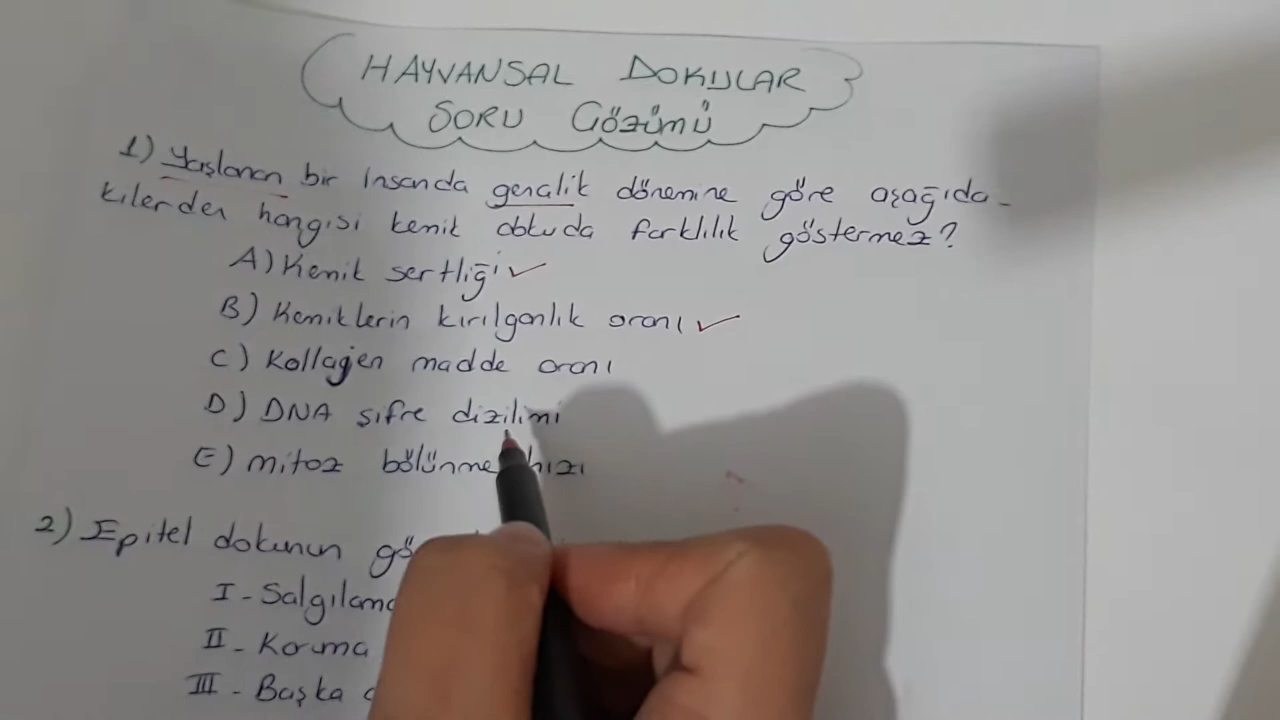 HAYVANSAL DOKULAR
SORU ÇÖZÜMÜ
1) Yaşlanan bir insanda gençlik dönemine göre aşağıda-
kilerden hangisi kemik dokuda farklılık göstermez?
A) Kemik sertliği ✓
B) Kemiklerin kırılganlık oranı ✓
C) Kollagen madde oranı
D) DNA şifre dizilimi
E) mitoz bölünme hızı
2) Epitel dokunun
I - Salgılama
II - Koruma
III - Başka